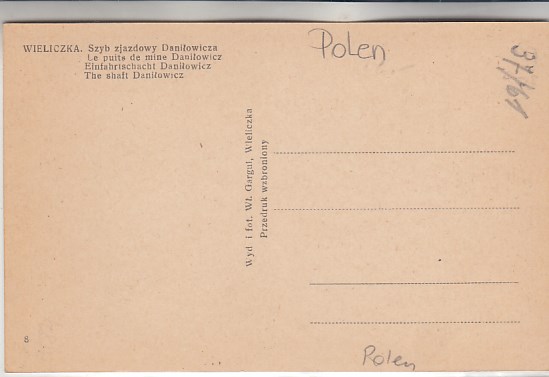 WIELICZKA. Szyb zjazdowy Daniłowicza
Le puits de mine Daniłowicz
Einfahrtschacht Daniłowicz
The shaft Daniłowicz
Polen
Wyd i fot. Wł. Gargul, Wieliczka
Przedruk wzbroniony
8
Polen